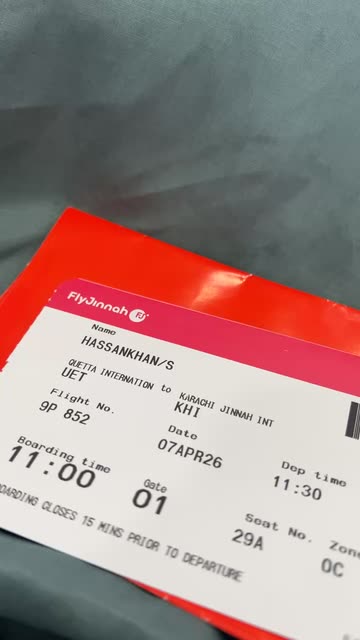 FlyJinnah FJ
Name
HASSANKHAN/S
QUETTA INTERNATION to KARACHI JINNAH INT
UET KHI
Flight No. Date Dep time
9P 852 07APR26 11:30
Boarding time Gate Seat No. Zone
11:00 01 29A 0C
BOARDING CLOSES 15 MINS PRIOR TO DEPARTURE